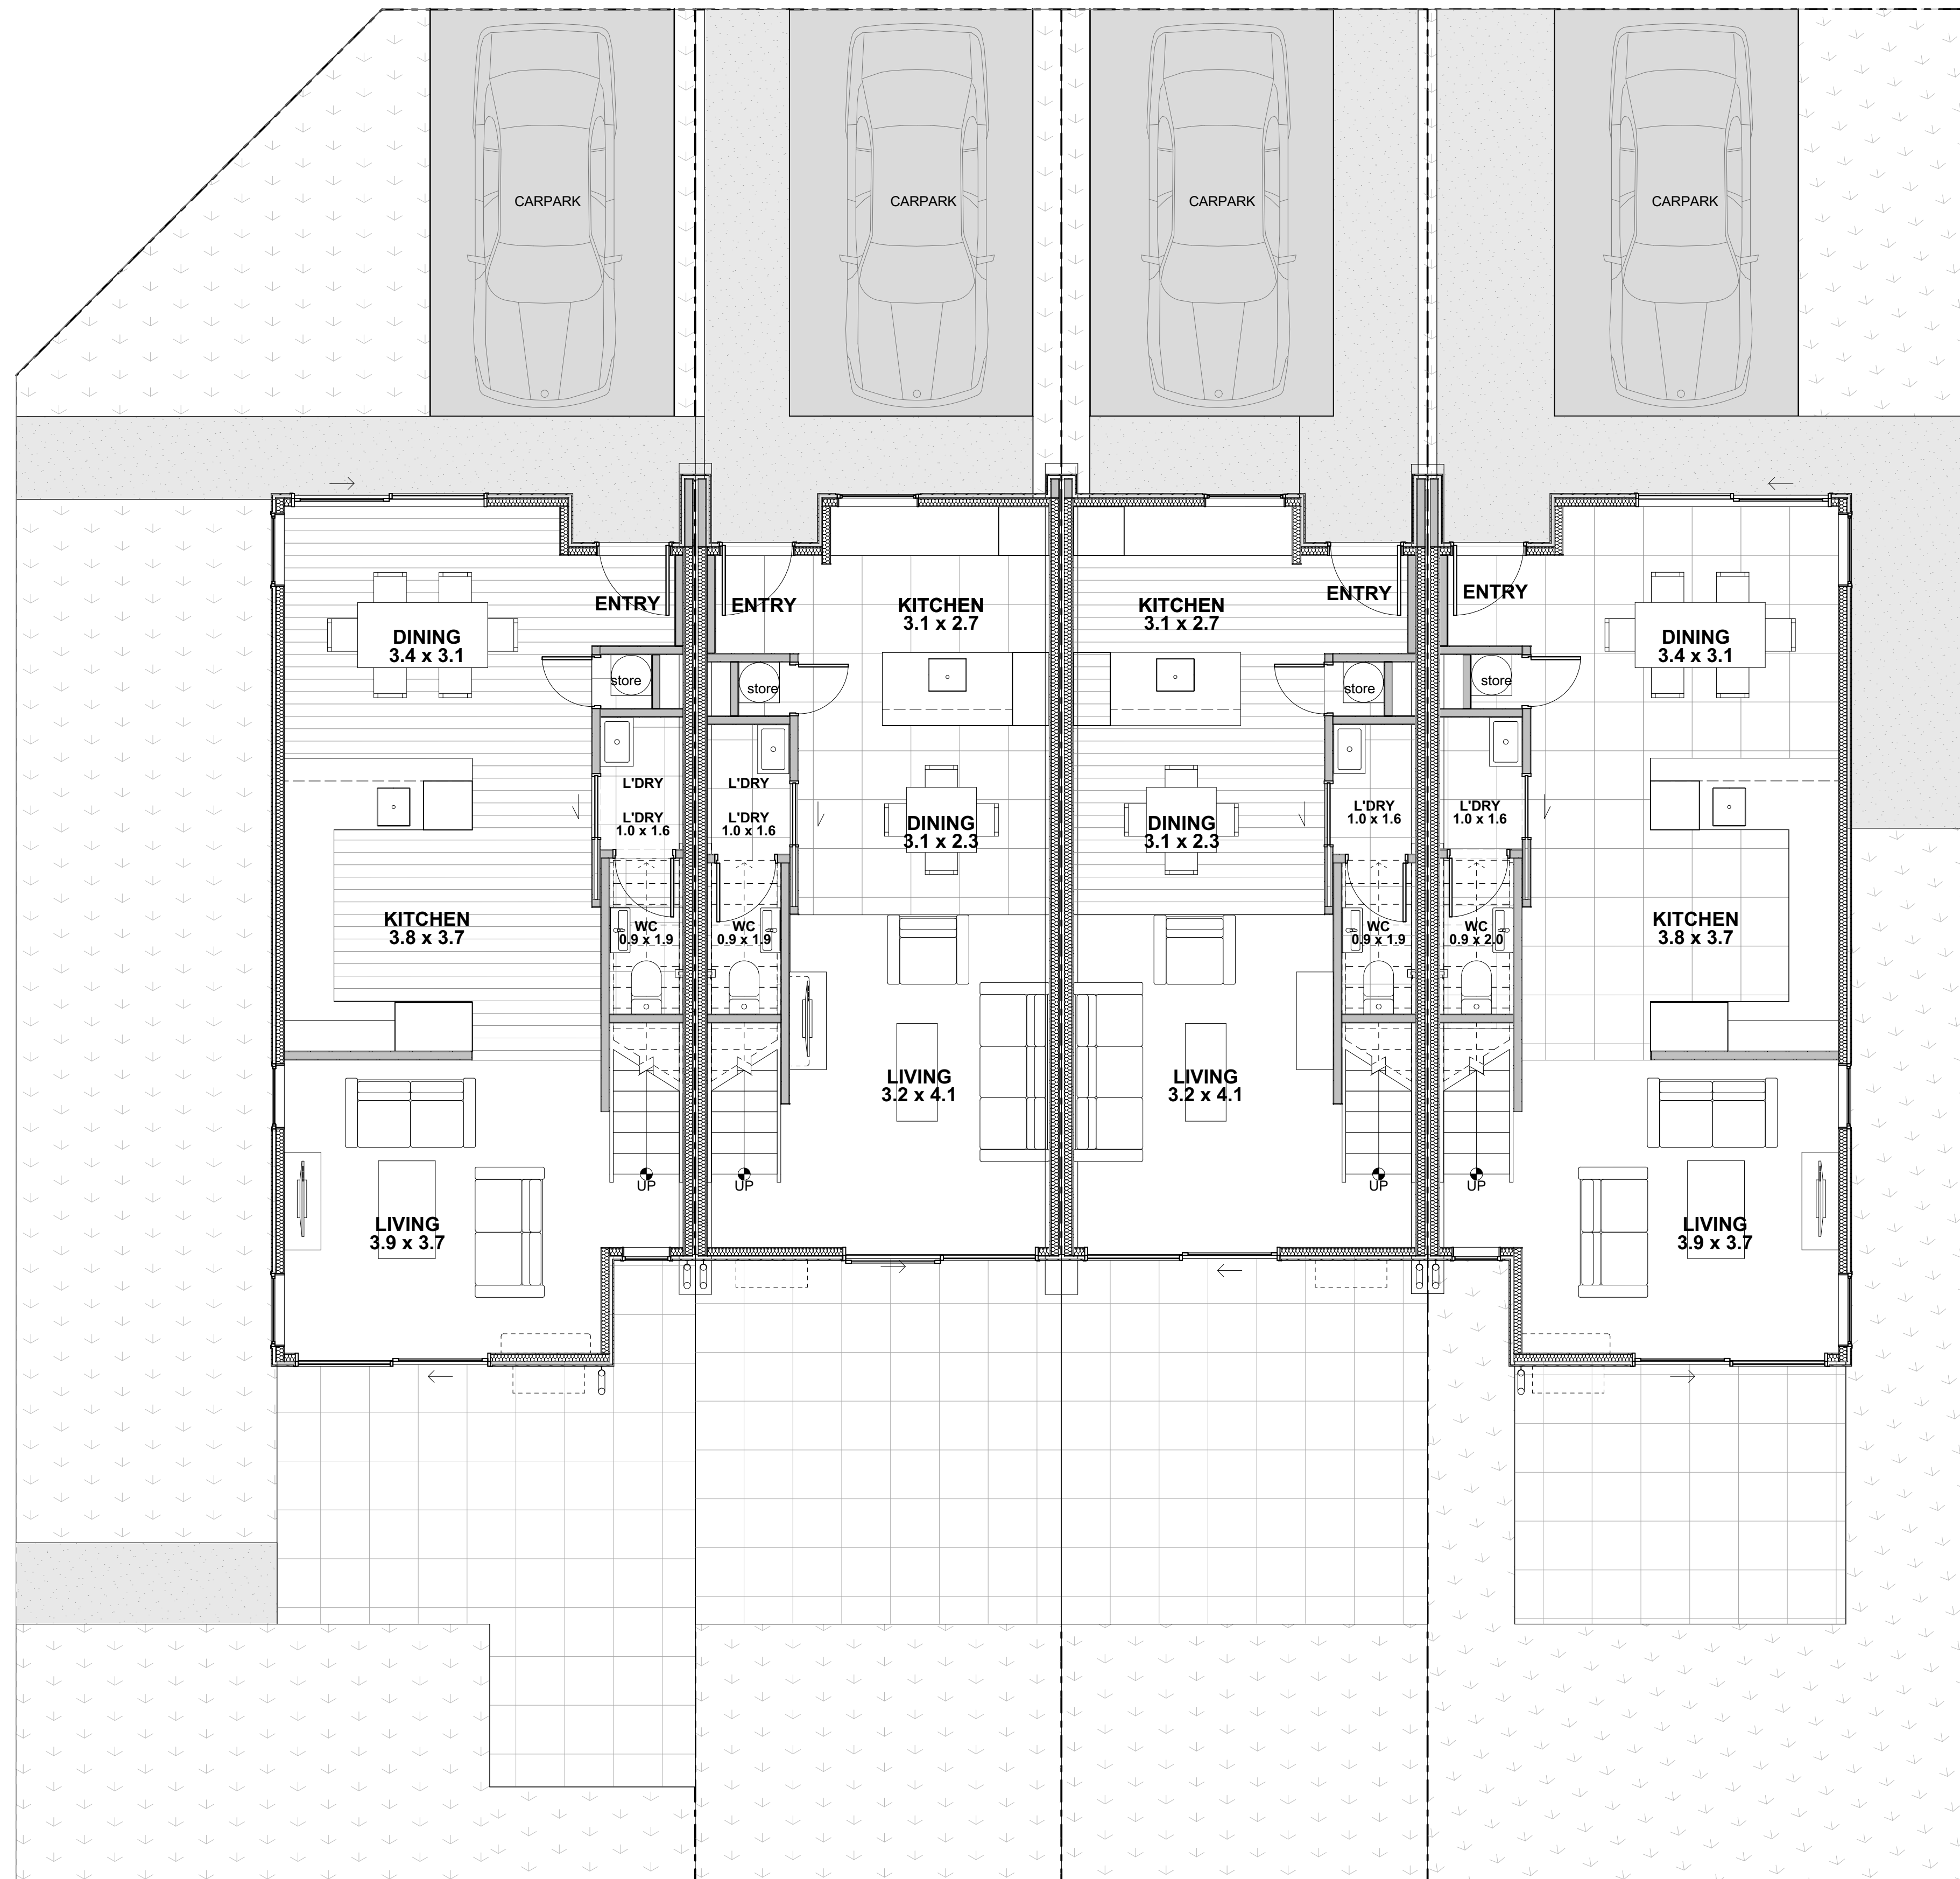 CARPARK
CARPARK
CARPARK
CARPARK
ENTRY
ENTRY
ENTRY
ENTRY
KITCHEN
3.1 x 2.7
KITCHEN
3.1 x 2.7
DINING
3.4 x 3.1
DINING
3.4 x 3.1
store
store
store
store
L'DRY
L'DRY
L'DRY
1.0 x 1.6
L'DRY
1.0 x 1.6
L'DRY
1.0 x 1.6
L'DRY
1.0 x 1.6
DINING
3.1 x 2.3
DINING
3.1 x 2.3
KITCHEN
3.8 x 3.7
WC
0.9 x 1.9
WC
0.9 x 1.9
WC
0.9 x 1.9
WC
0.9 x 2.0
KITCHEN
3.8 x 3.7
LIVING
3.2 x 4.1
LIVING
3.2 x 4.1
UP
UP
UP
UP
LIVING
3.9 x 3.7
LIVING
3.9 x 3.7